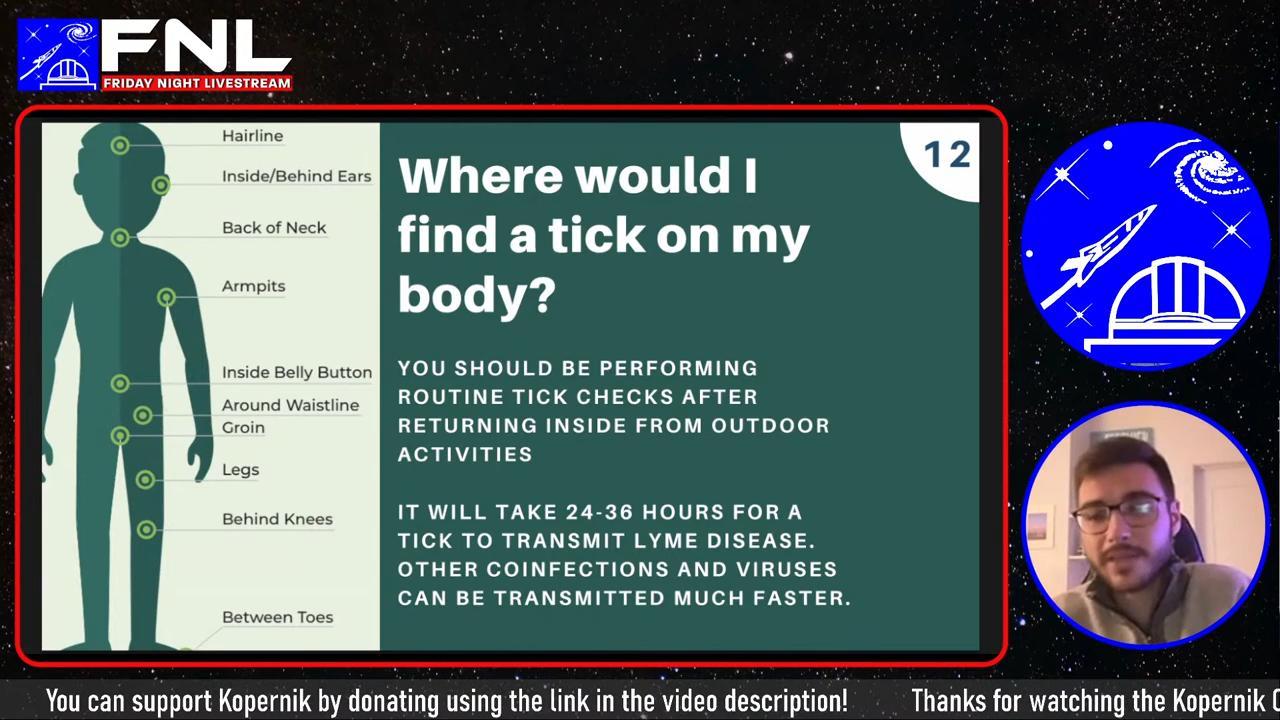 FNL
FRIDAY NIGHT LIVESTREAM
Hairline
Inside/Behind Ears
Back of Neck
Armpits
Inside Belly Button
Around Waistline
Groin
Legs
Behind Knees
Between Toes
12
Where would I
find a tick on my
body?
YOU SHOULD BE PERFORMING
ROUTINE TICK CHECKS AFTER
RETURNING INSIDE FROM OUTDOOR
ACTIVITIES
IT WILL TAKE 24-36 HOURS FOR A
TICK TO TRANSMIT LYME DISEASE.
OTHER COINFECTIONS AND VIRUSES
CAN BE TRANSMITTED MUCH FASTER.
You can support Kopernik by donating using the link in the video description! Thanks for watching the Kopernik